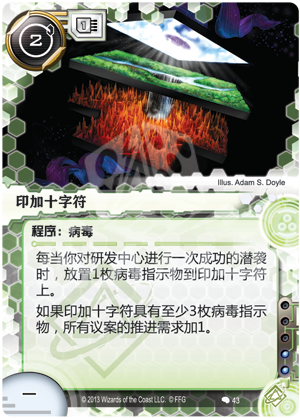 2
Illus. Adam S. Doyle
印加十字符
程序：病毒
每当你对研发中心进行一次成功的潜袭
时，放置1枚病毒指示物到印加十字符
上。
如果印加十字符具有至少3枚病毒指示
物，所有议案的推进需求加1。
—
© 2013 Wizards of the Coast LLC. © FFG
43